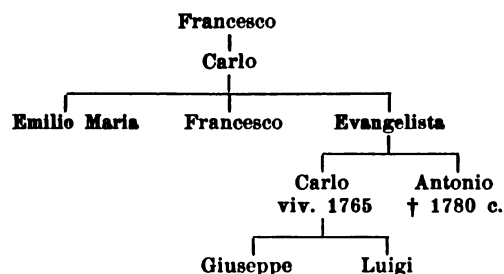 Francesco
Carlo
Emilio Maria Francesco Evangelista
Carlo Antonio
viv. 1765 † 1780 c.
Giuseppe Luigi